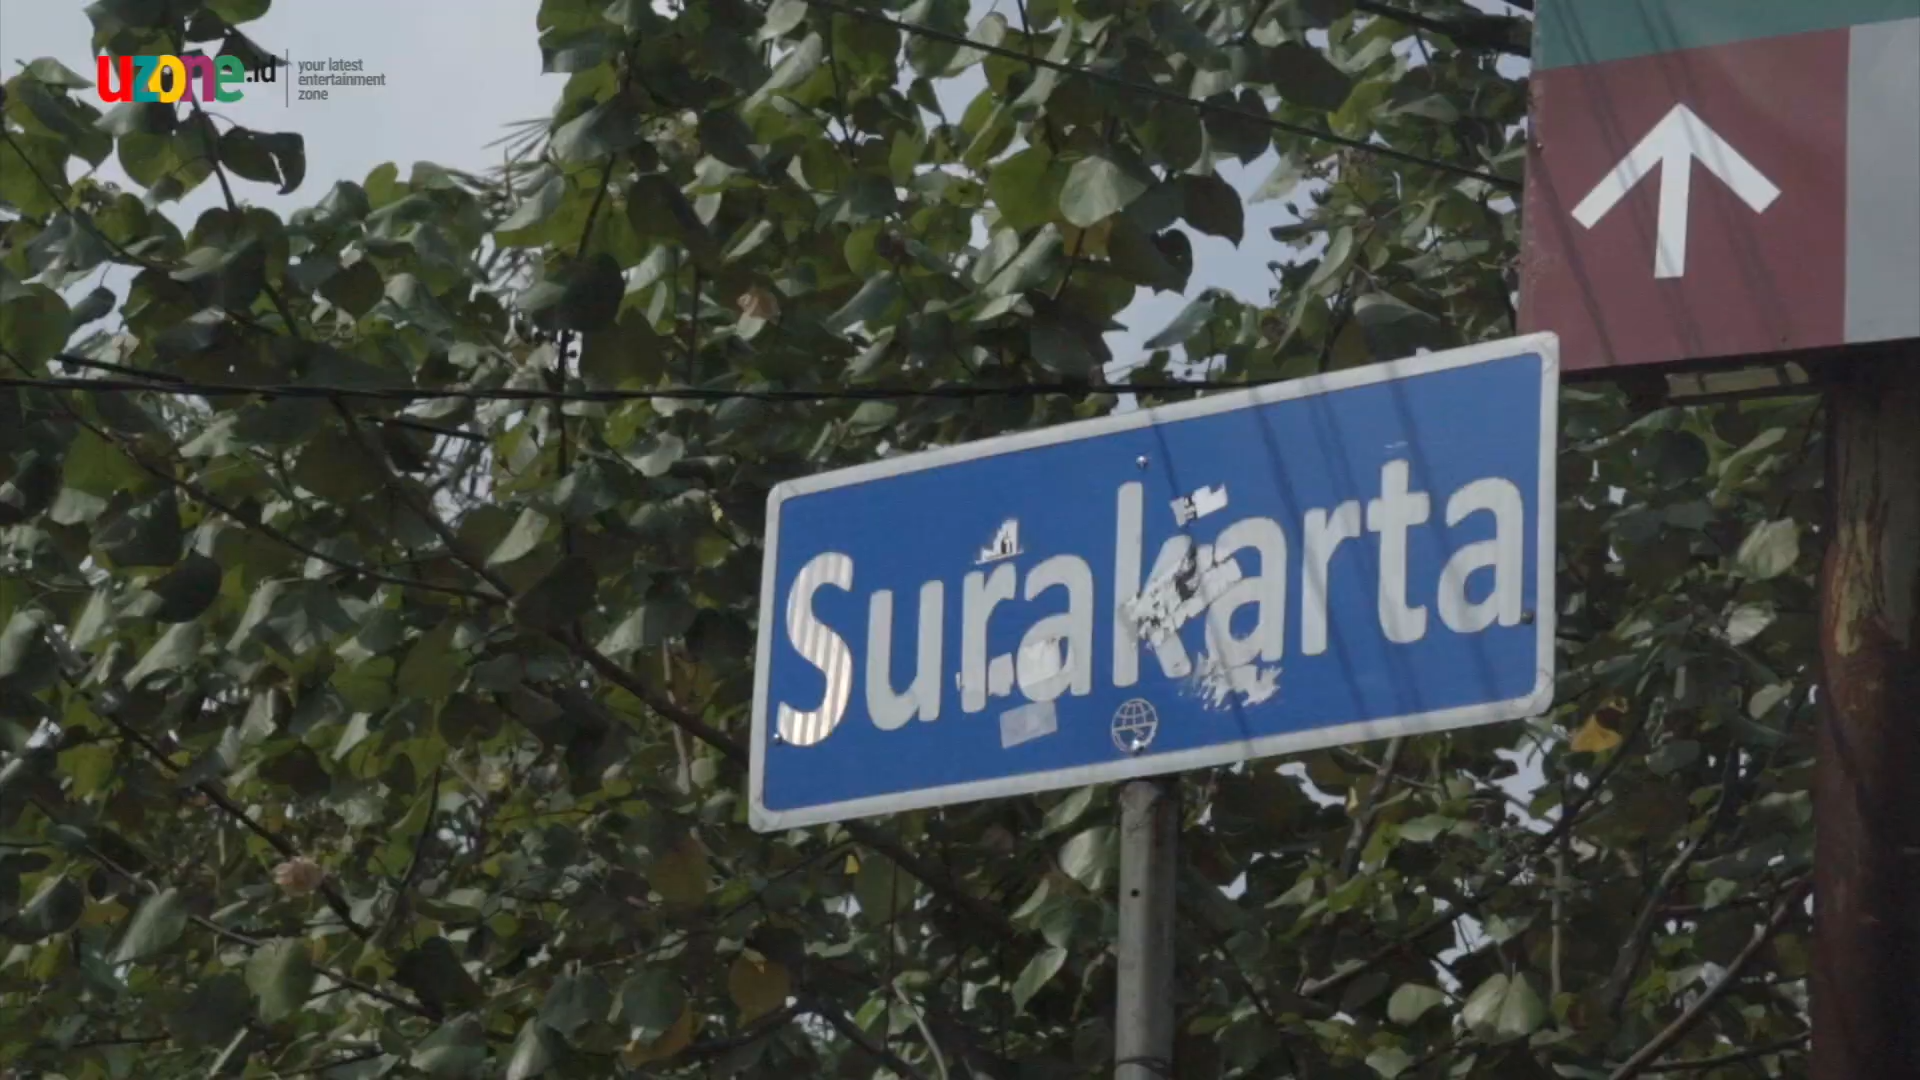 uzone.id
your latest
entertainment
zone
Surakarta